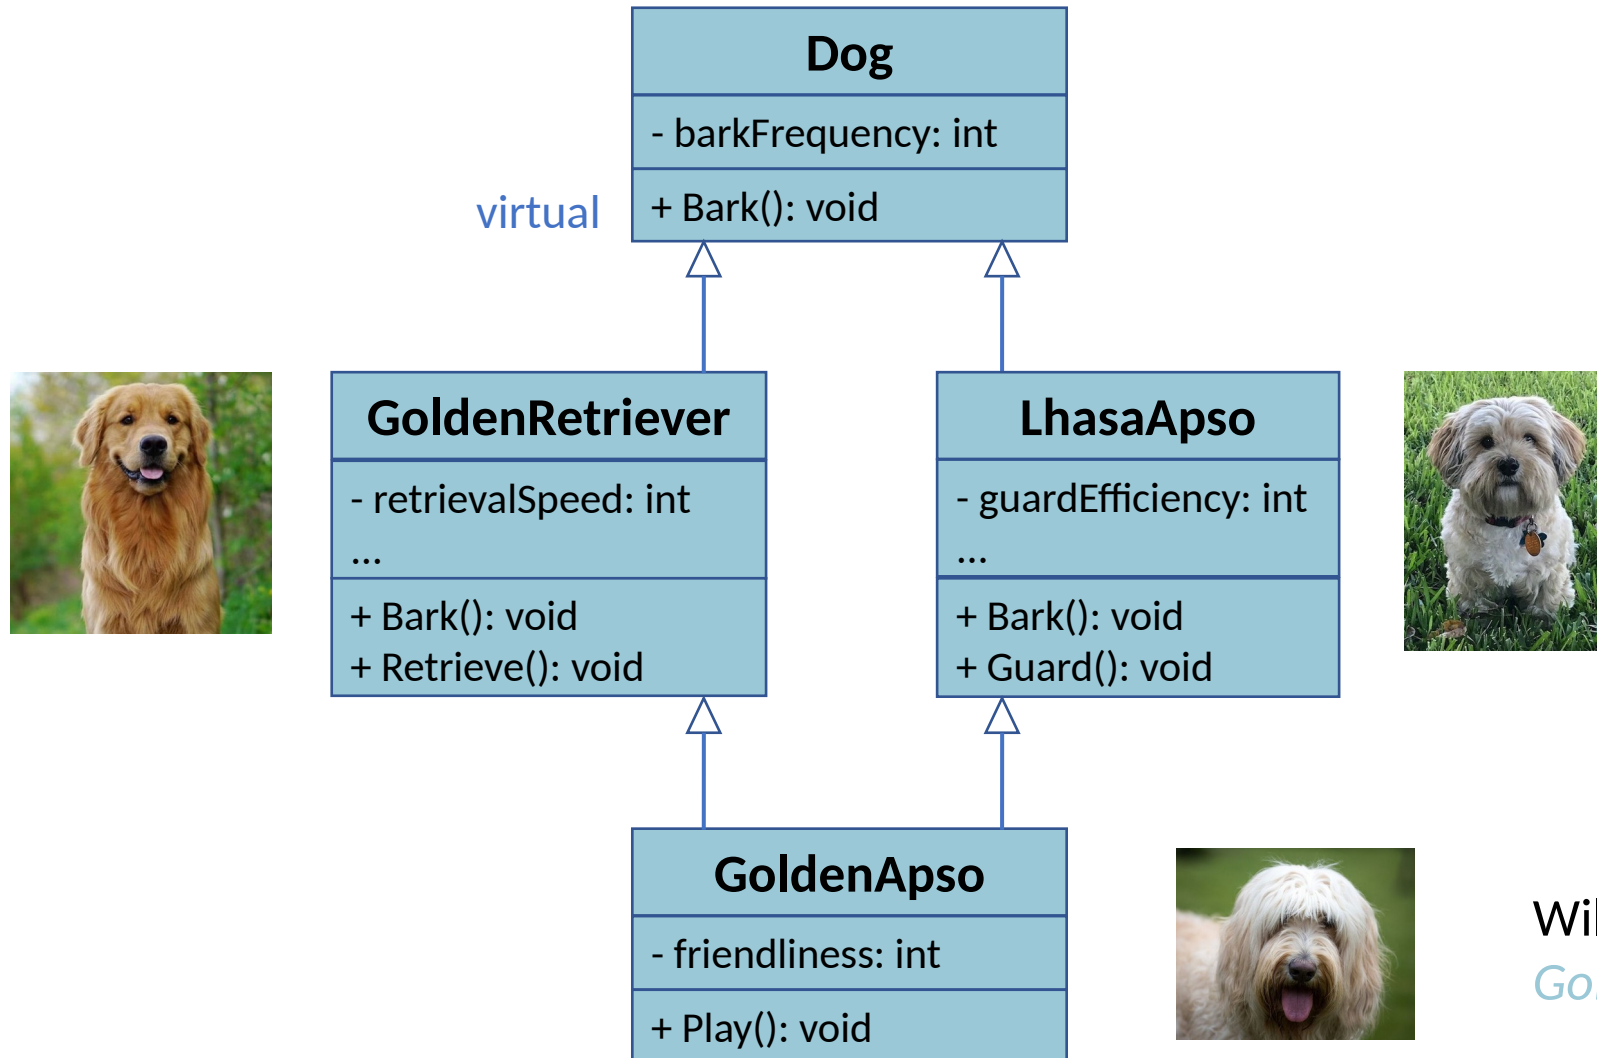 Dog
- barkFrequency: int
virtual
+ Bark(): void
GoldenRetriever
- retrievalSpeed: int
...
+ Bark(): void
+ Retrieve(): void
LhasaApso
- guardEfficiency: int
...
+ Bark(): void
+ Guard(): void
GoldenApso
- friendliness: int
+ Play(): void